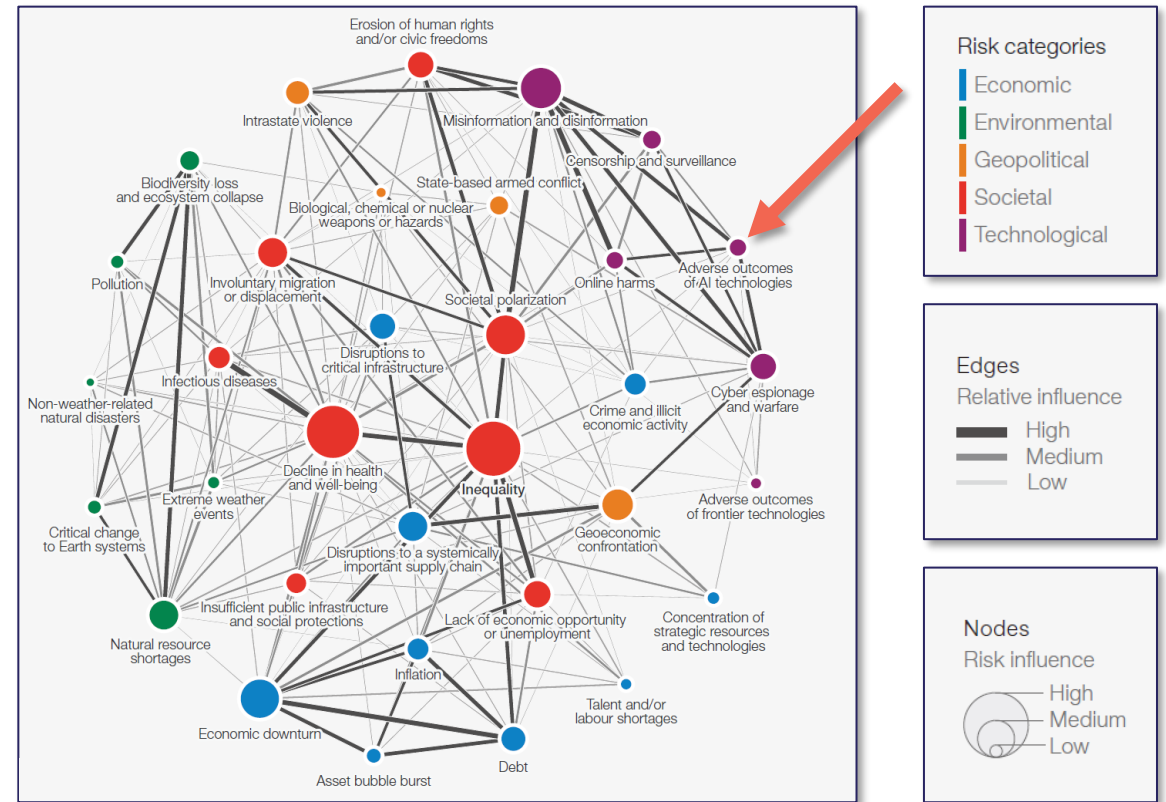 Erosion of human rights
and/or civic freedoms
Intrastate violence
Misinformation and disinformation
Censorship and surveillance
Biodiversity loss
and ecosystem collapse
State-based armed conflict
Biological, chemical or nuclear
weapons or hazards
Pollution
Involuntary migration
or displacement
Online harms
Adverse outcomes
of AI technologies
Societal polarization
Disruptions to
critical infrastructure
Infectious diseases
Non-weather-related
natural disasters
Crime and illicit
economic activity
Cyber espionage
and warfare
Decline in health
and well-being
Inequality
Extreme weather
events
Adverse outcomes
of frontier technologies
Critical change
to Earth systems
Geoeconomic
confrontation
Disruptions to a systemically
important supply chain
Insufficient public infrastructure
and social protections
Lack of economic opportunity
or unemployment
Concentration of
strategic resources
and technologies
Natural resource
shortages
Inflation
Talent and/or
labour shortages
Economic downturn
Debt
Asset bubble burst
Risk categories
Economic
Environmental
Geopolitical
Societal
Technological
Edges
Relative influence
High
Medium
Low
Nodes
Risk influence
High
Medium
Low